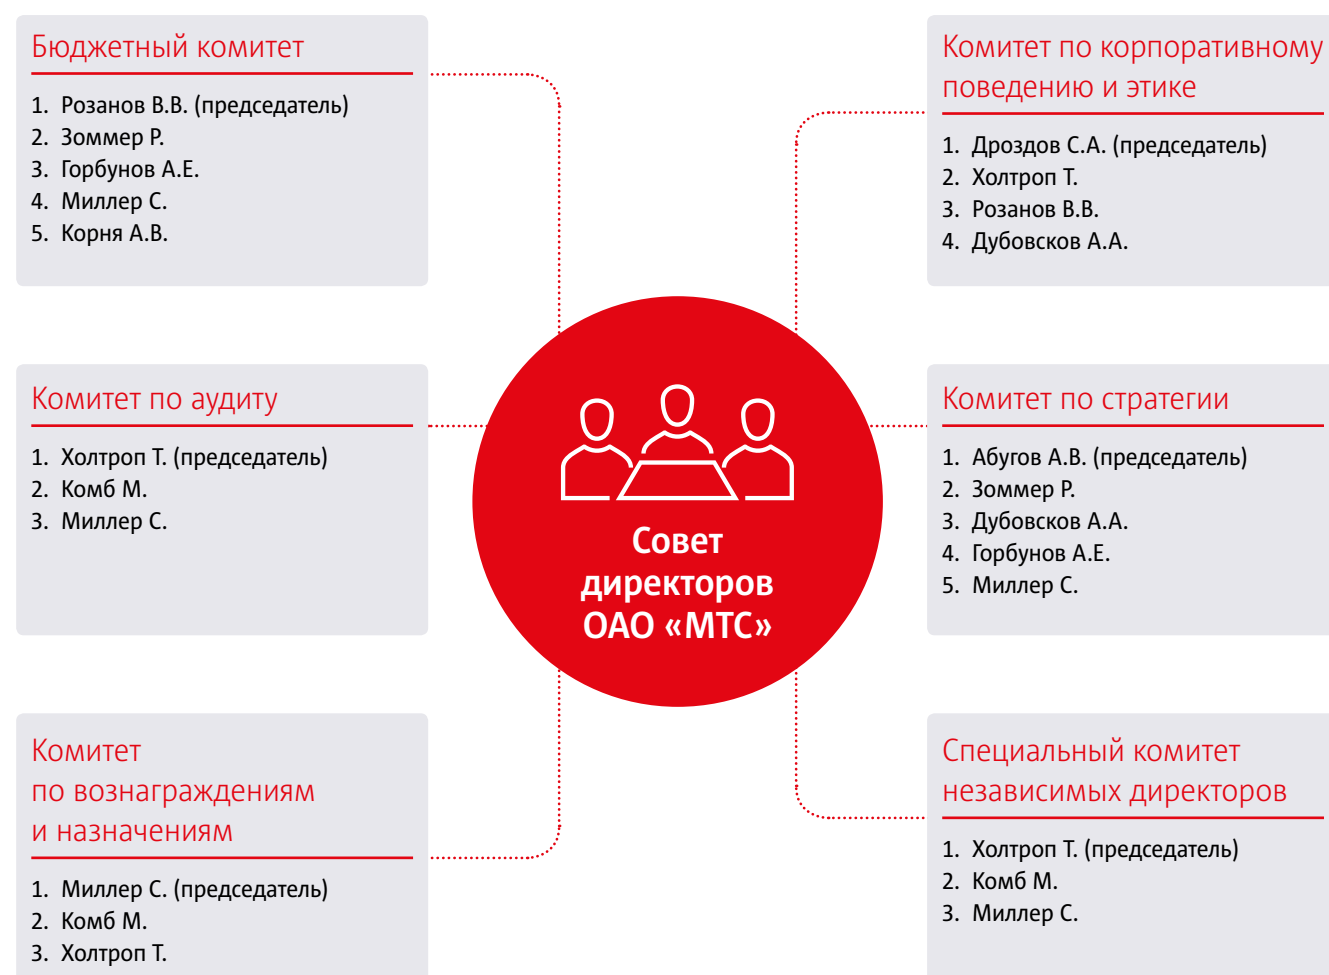 Бюджетный комитет
1. Розанов В.В. (председатель)
2. Зоммер Р.
3. Горбунов А.Е.
4. Миллер С.
5. Корня А.В.
Комитет по корпоративному
поведению и этике
1. Дроздов С.А. (председатель)
2. Холтроп Т.
3. Розанов В.В.
4. Дубовсков А.А.
Комитет по аудиту
1. Холтроп Т. (председатель)
2. Комб М.
3. Миллер С.
Совет
директоров
ОАО «МТС»
Комитет по стратегии
1. Абугов А.В. (председатель)
2. Зоммер Р.
3. Дубовсков А.А.
4. Горбунов А.Е.
5. Миллер С.
Комитет
по вознаграждениям
и назначениям
1. Миллер С. (председатель)
2. Комб М.
3. Холтроп Т.
Специальный комитет
независимых директоров
1. Холтроп Т. (председатель)
2. Комб М.
3. Миллер С.